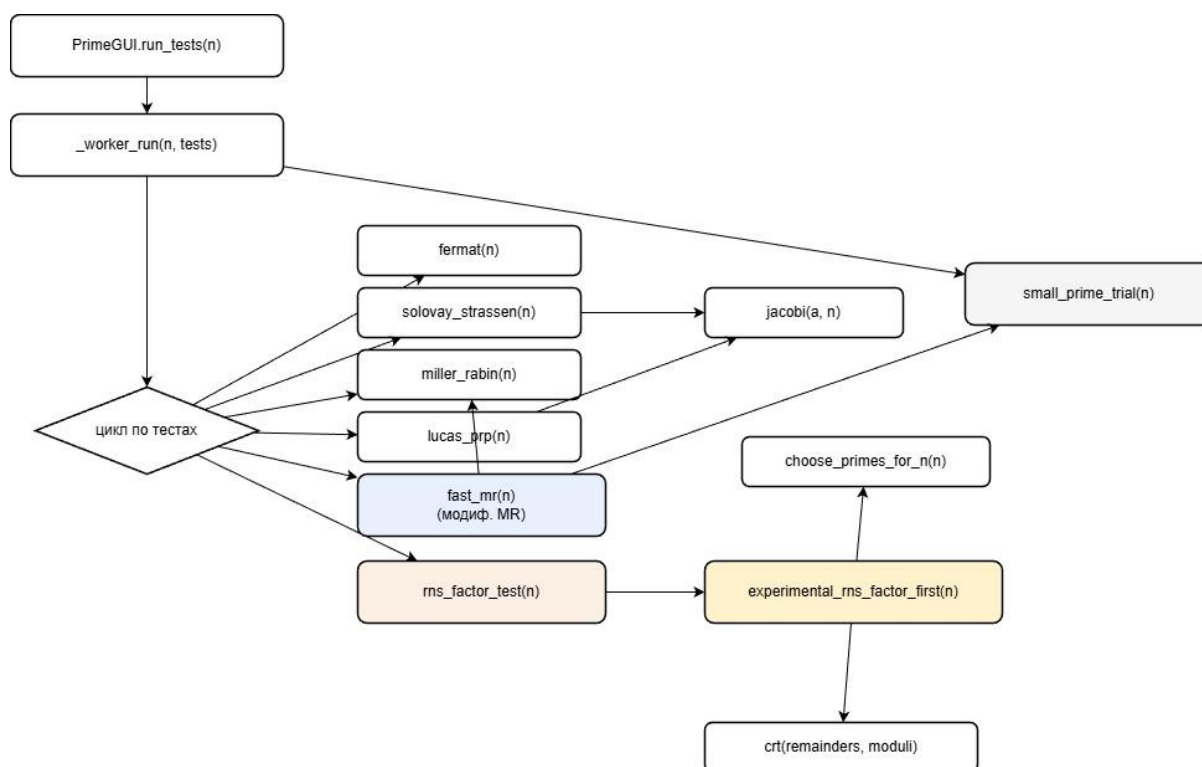 PrimeGUI.run_tests(n)
_worker_run(n, tests)
fermat(n)
solovay_strassen(n)
jacobi(a, n)
small_prime_trial(n)
miller_rabin(n)
цикл по тестах
lucas_prp(n)
choose_primes_for_n(n)
fast_mr(n)
(модиф. MR)
rns_factor_test(n)
experimental_rns_factor_first(n)
crt(remainders, moduli)